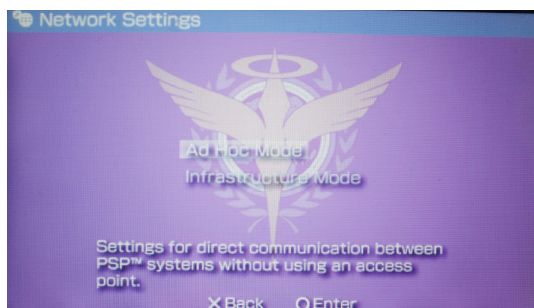 Network Settings
Ad Hoc Mode
Infrastructure Mode
Settings for direct communication between
PSP™ systems without using an access
point.
X Back O Enter